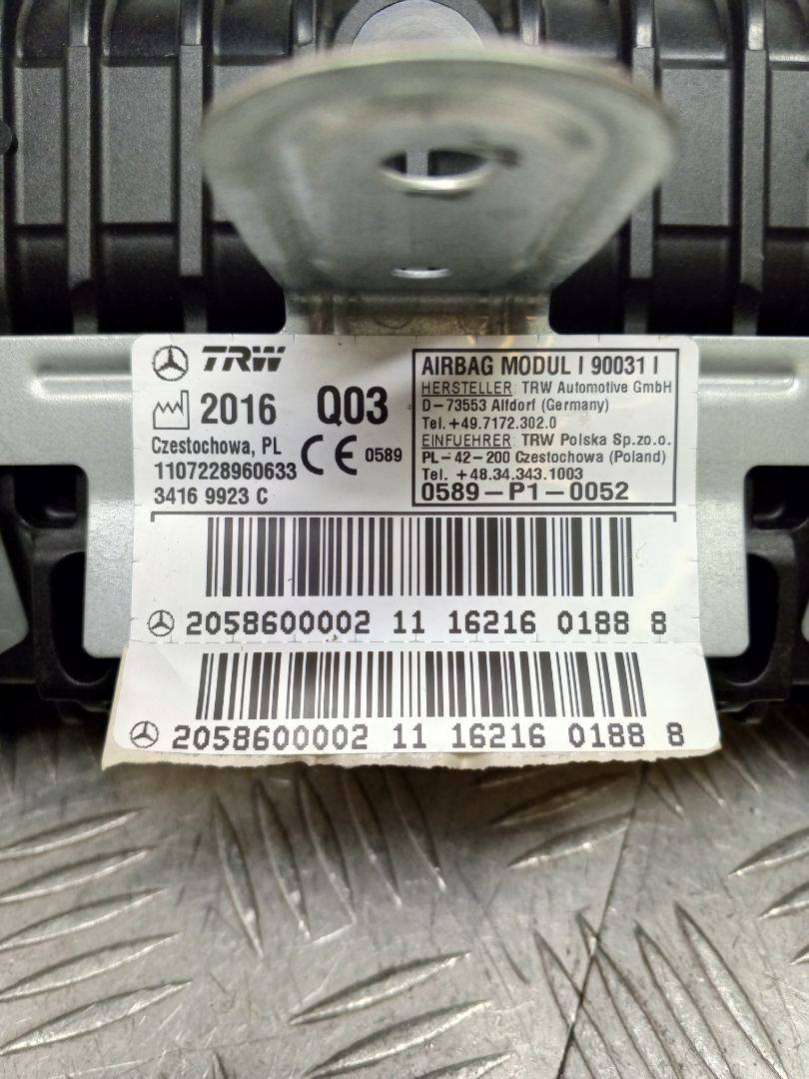 TRW
2016 Q03
Czestochowa, PL
CE 0589
1107228960633
3416 9923 C
AIRBAG MODUL I 90031 I
HERSTELLER: TRW Automotive GmbH
D-73553 Alfdorf (Germany)
Tel.+49.7172.302.0
EINFUEHRER: TRW Polska Sp.zo.o.
PL-42-200 Czestochowa (Poland)
Tel. +48.34.343.1003
0589-P1-0052
2058600002 11 16216 0188 8
2058600002 11 16216 0188 8